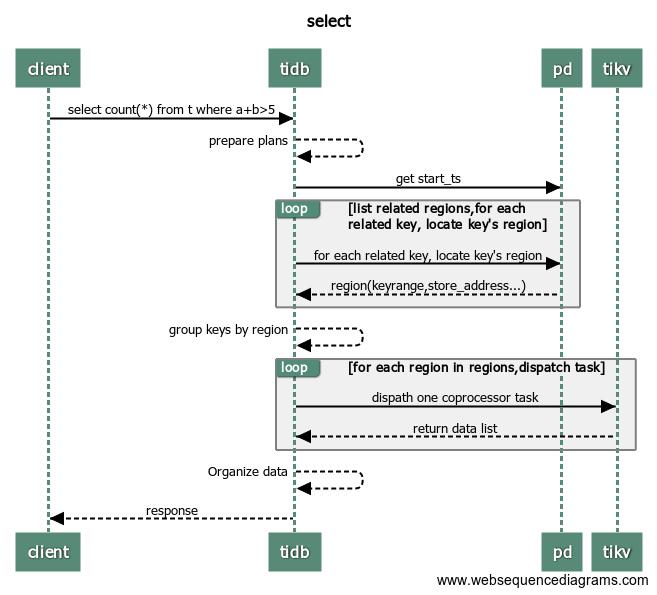 select
client
tidb
pd
tikv
select count(*) from t where a+b>5
prepare plans
get start_ts
loop
[list related regions,for each
related key, locate key's region]
for each related key, locate key's region
region(keyrange,store_address...)
group keys by region
loop
[for each region in regions,dispatch task]
dispath one coprocessor task
return data list
Organize data
response
client
tidb
pd
tikv
www.websequencediagrams.com